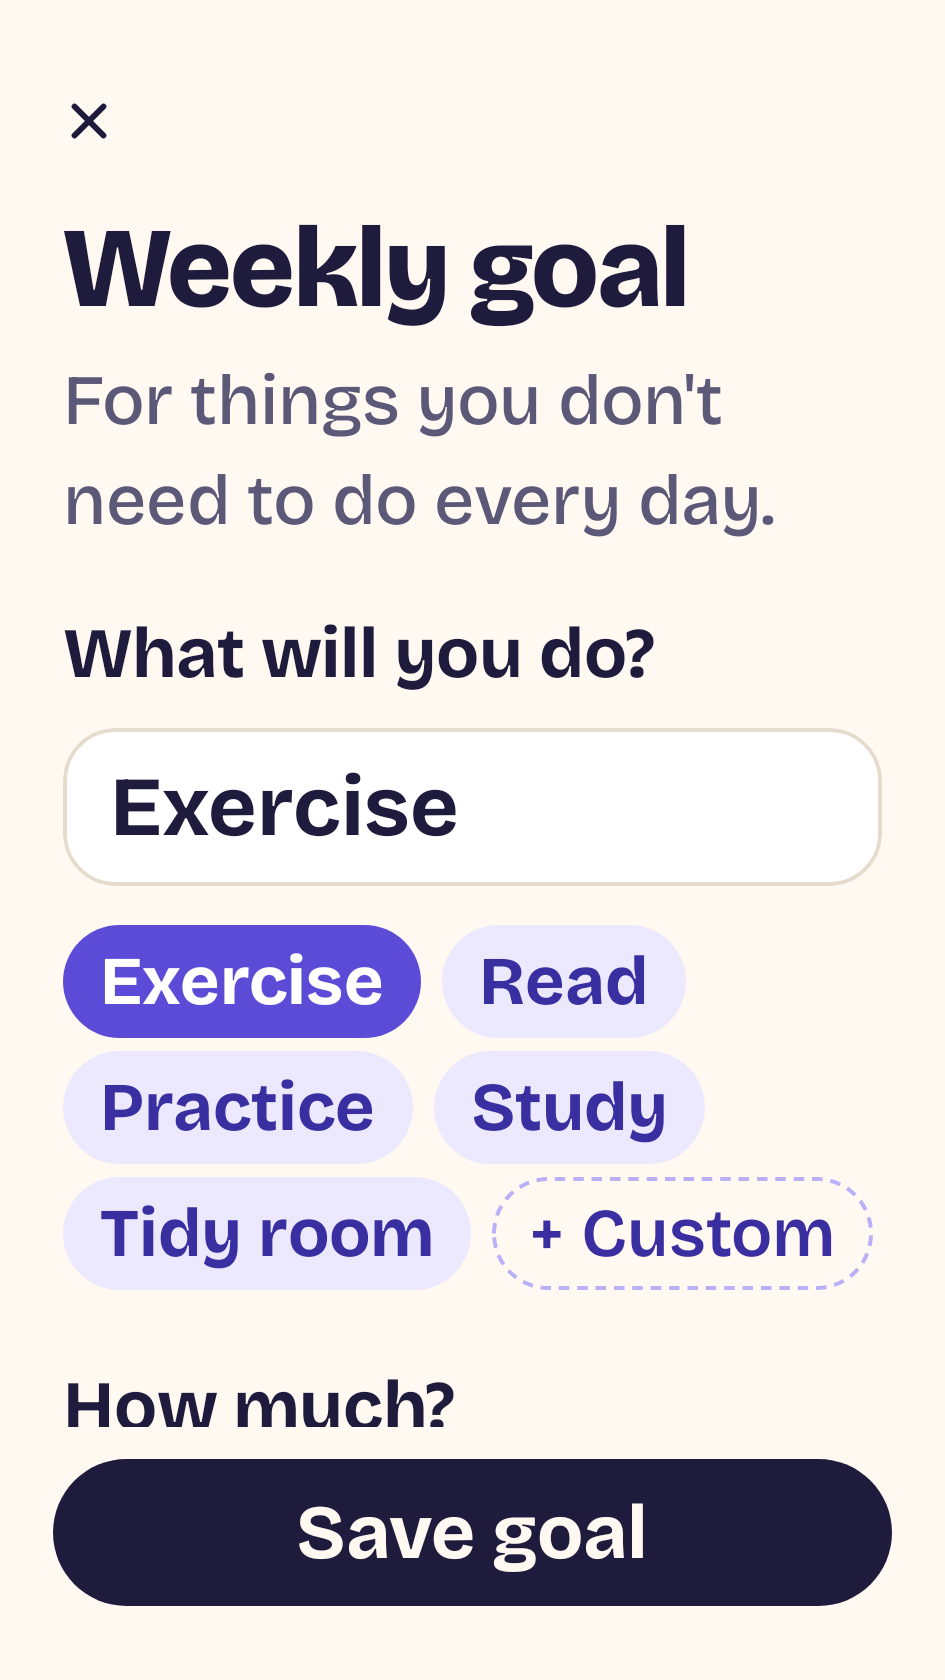 Weekly goal
For things you don't
need to do every day.
What will you do?
Exercise
Exercise
Read
Practice
Study
Tidy room
+ Custom
How much?
Save goal